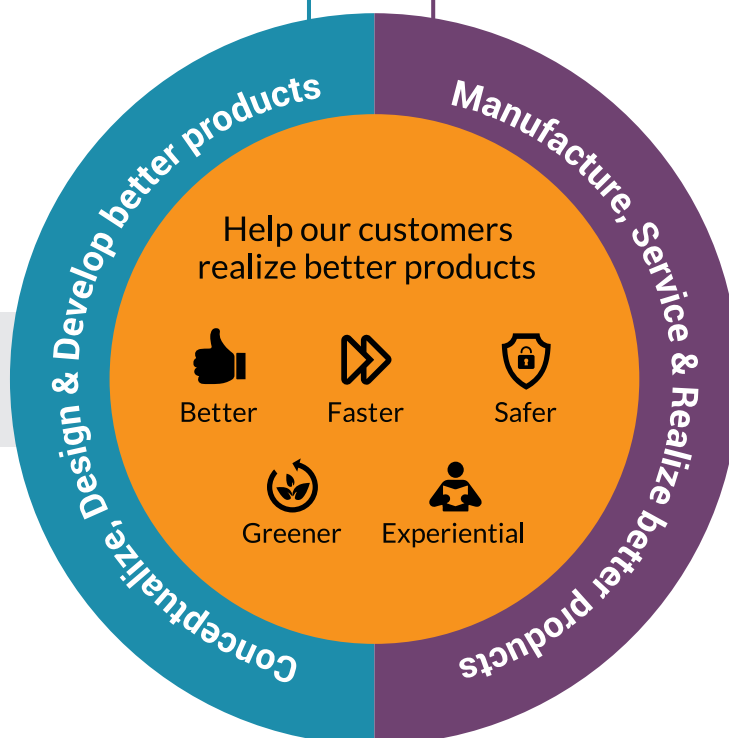 Conceptualize, Design & Develop better products
Manufacture, Service & Realize better products
Help our customers
realize better products
Better
Faster
Safer
Greener
Experiential